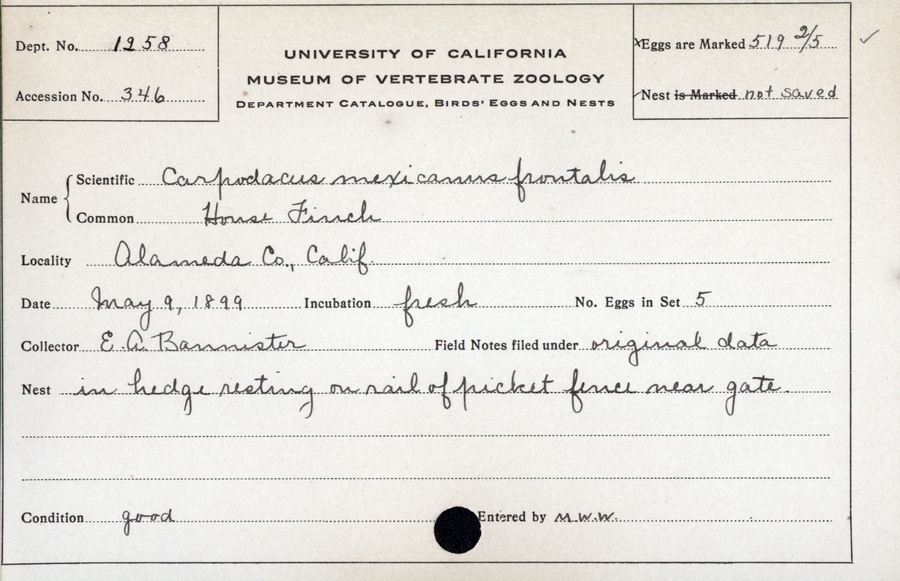 Dept. No. 1258
Accession No. 346
UNIVERSITY OF CALIFORNIA
MUSEUM OF VERTEBRATE ZOOLOGY
DEPARTMENT CATALOGUE, BIRDS' EGGS AND NESTS
xEggs are Marked 519 2/5 ✓
Nest is Marked not saved
Name { Scientific Carpodacus mexicanus frontalis
Common House Finch
Locality Alameda Co., Calif.
Date May 9, 1899 Incubation fresh No. Eggs in Set 5
Collector E. A. Bannister Field Notes filed under original data
Nest in hedge resting on rail of picket fence near gate.
Condition good Entered by M.W.W.